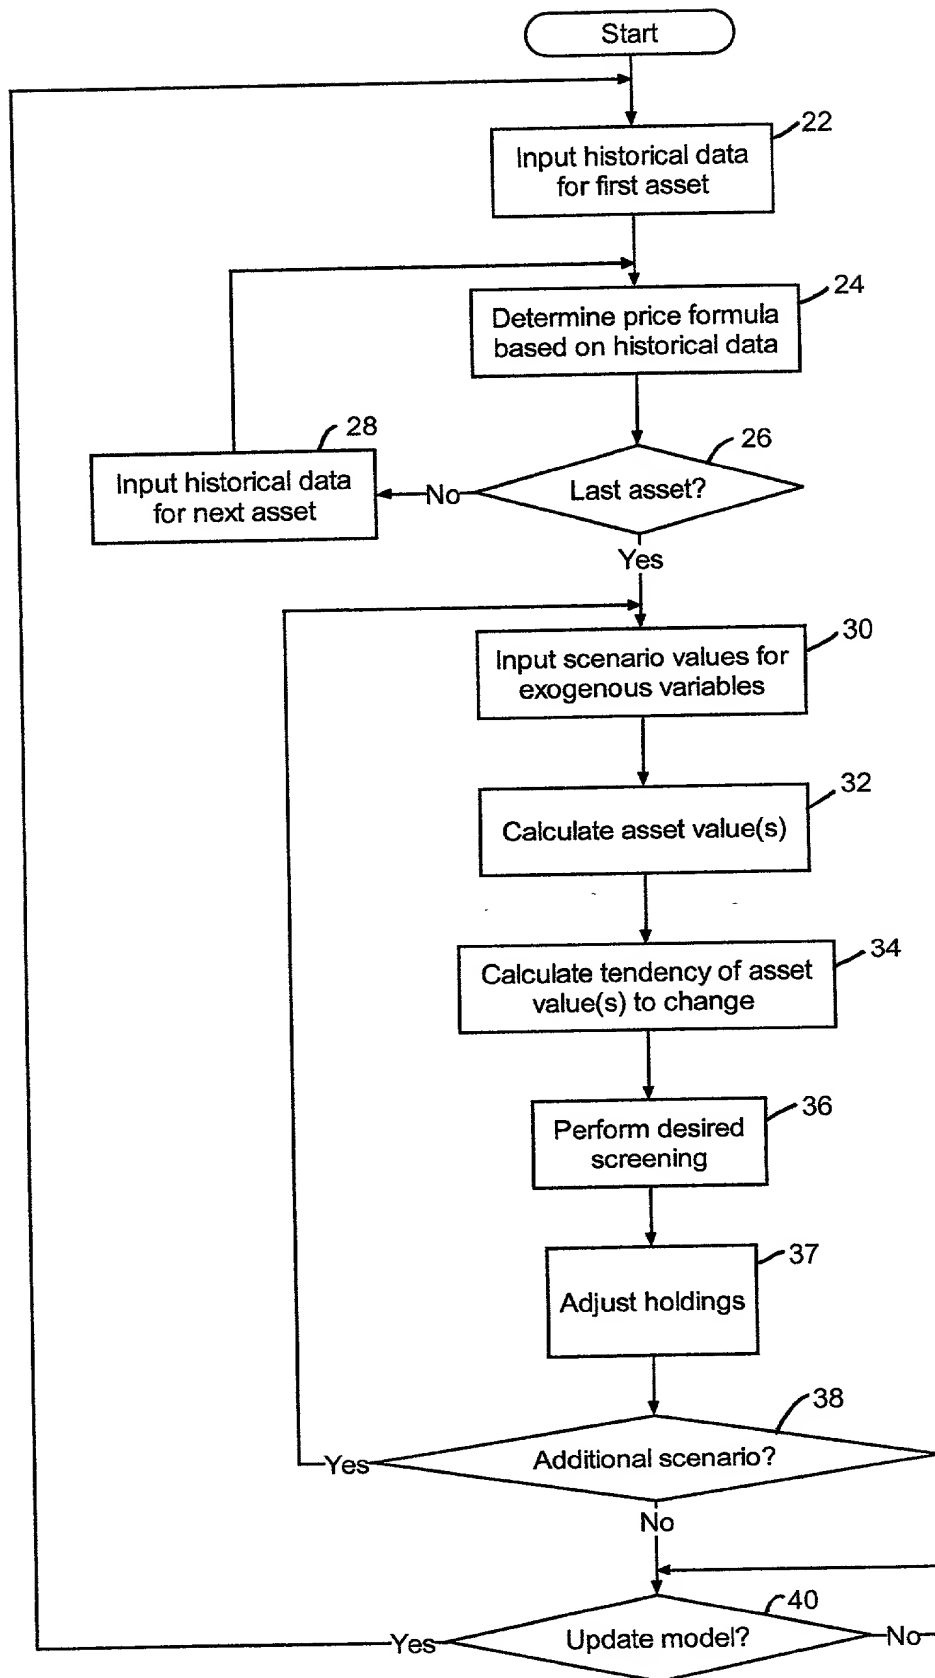 Start
22
Input historical data
for first asset
24
Determine price formula
based on historical data
26
Last asset?
No
28
Input historical data
for next asset
Yes
30
Input scenario values for
exogenous variables
32
Calculate asset value(s)
34
Calculate tendency of asset
value(s) to change
36
Perform desired
screening
37
Adjust holdings
38
Additional scenario?
Yes
No
40
Update model?
Yes
No